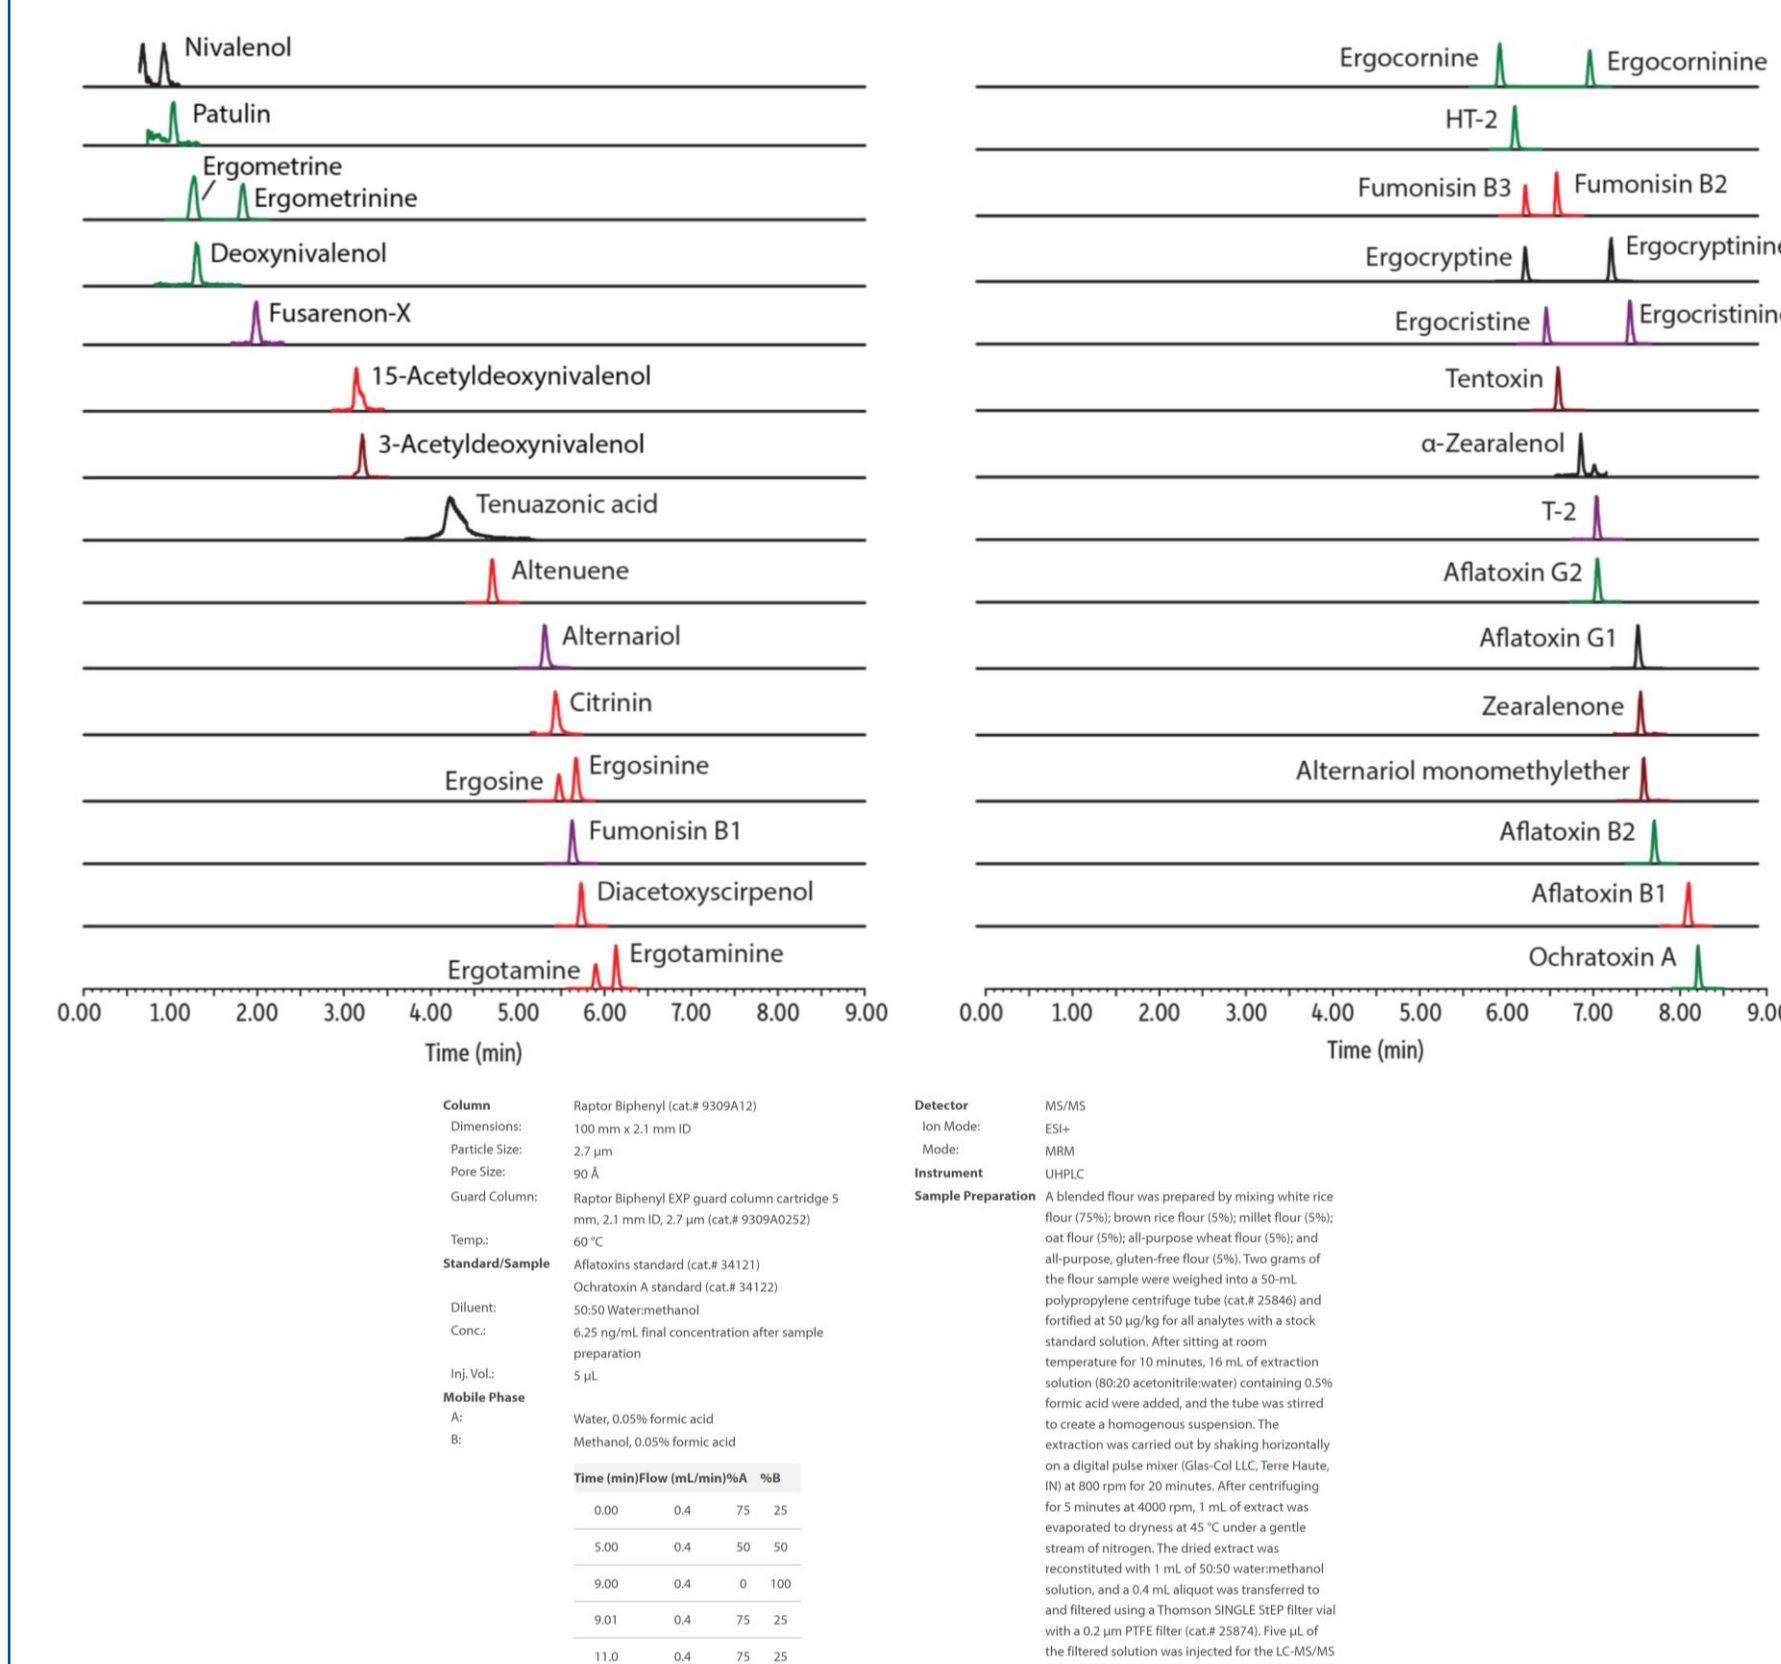 Nivalenol
Patulin
Ergometrine
Ergometrinine
Deoxynivalenol
Fusarenon-X
15-Acetyldeoxynivalenol
3-Acetyldeoxynivalenol
Tenuazonic acid
Altenuene
Alternariol
Citrinin
Ergosine Ergosinine
Fumonisin B1
Diacetoxyscirpenol
Ergotamine Ergotaminine
0.00 1.00 2.00 3.00 4.00 5.00 6.00 7.00 8.00 9.00
Time (min)
Ergocornine Ergocorninine
HT-2
Fumonisin B3 Fumonisin B2
Ergocryptine Ergocryptinine
Ergocristine Ergocristinine
Tentoxin
α-Zearalenol
T-2
Aflatoxin G2
Aflatoxin G1
Zearalenone
Alternariol monomethylether
Aflatoxin B2
Aflatoxin B1
Ochratoxin A
0.00 1.00 2.00 3.00 4.00 5.00 6.00 7.00 8.00 9.00
Time (min)
Column Raptor Biphenyl (cat.# 9309A12)
Dimensions: 100 mm x 2.1 mm ID
Particle Size: 2.7 µm
Pore Size: 90 Å
Guard Column: Raptor Biphenyl EXP guard column cartridge 5
mm, 2.1 mm ID, 2.7 µm (cat.# 9309A0252)
Temp.: 60 °C
Standard/Sample Aflatoxins standard (cat.# 34121)
Ochratoxin A standard (cat.# 34122)
Diluent: 50:50 Water:methanol
Conc.: 6.25 ng/mL final concentration after sample
preparation
Inj. Vol.: 5 µL
Mobile Phase
A: Water, 0.05% formic acid
B: Methanol, 0.05% formic acid
Time (min) Flow (mL/min) %A %B
0.00 0.4 75 25
5.00 0.4 50 50
9.00 0.4 0 100
9.01 0.4 75 25
11.0 0.4 75 25
Detector MS/MS
Ion Mode: ESI+
Mode: MRM
Instrument UHPLC
Sample Preparation A blended flour was prepared by mixing white rice
flour (75%); brown rice flour (5%); millet flour (5%);
oat flour (5%); all-purpose wheat flour (5%); and
all-purpose, gluten-free flour (5%). Two grams of
the flour sample were weighed into a 50-mL
polypropylene centrifuge tube (cat.# 25846) and
fortified at 50 µg/kg for all analytes with a stock
standard solution. After sitting at room
temperature for 10 minutes, 16 mL of extraction
solution (80:20 acetonitrile:water) containing 0.5%
formic acid were added, and the tube was stirred
to create a homogenous suspension. The
extraction was carried out by shaking horizontally
on a digital pulse mixer (Glas-Col LLC, Terre Haute,
IN) at 800 rpm for 20 minutes. After centrifuging
for 5 minutes at 4000 rpm, 1 mL of extract was
evaporated to dryness at 45 °C under a gentle
stream of nitrogen. The dried extract was
reconstituted with 1 mL of 50:50 water:methanol
solution, and a 0.4 mL aliquot was transferred to
and filtered using a Thomson SINGLE StEP filter vial
with a 0.2 µm PTFE filter (cat.# 25874). Five µL of
the filtered solution was injected for the LC-MS/MS